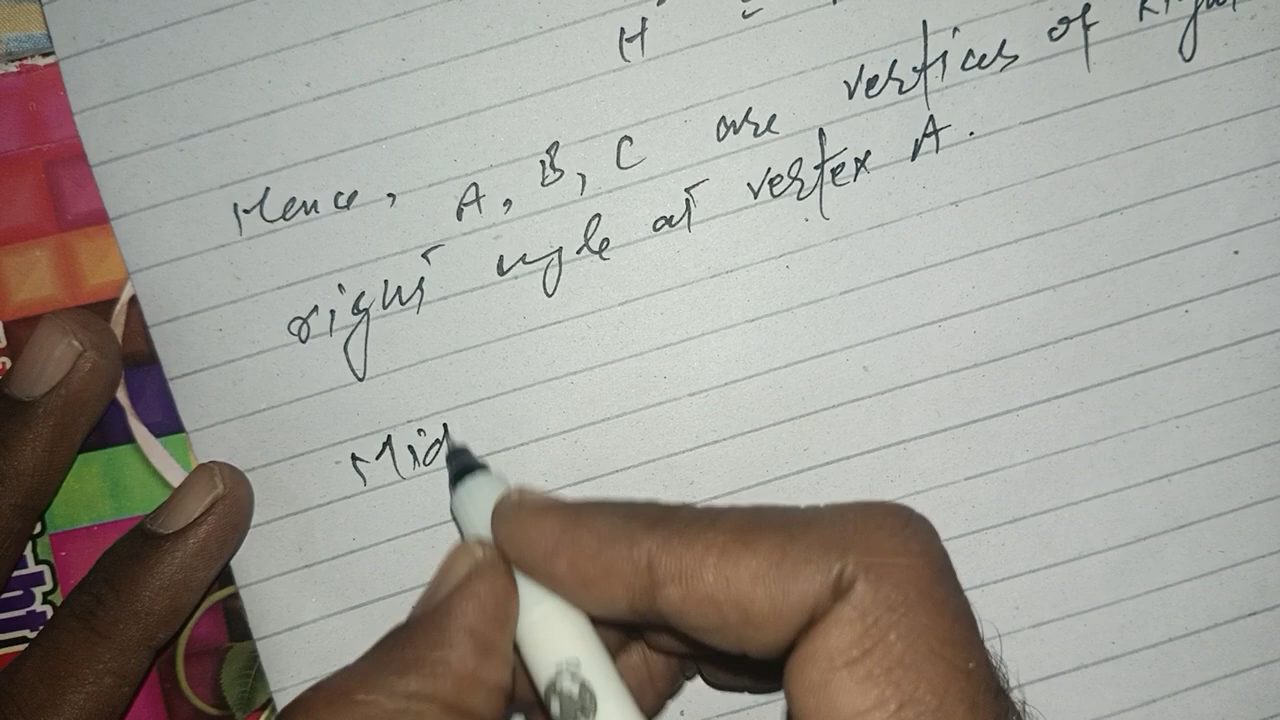 H
Hence, A, B, C are vertices of
right angle at vertex A.
Mid